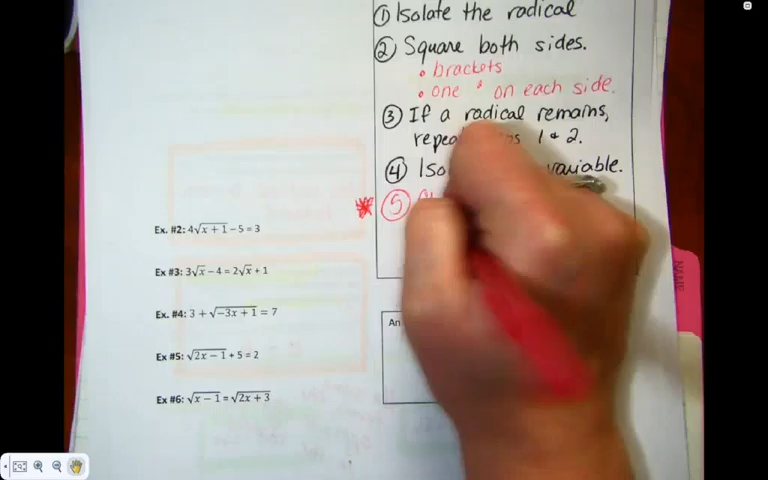 ① Isolate the radical
② Square both sides.
• brackets
• one ² on each side.
③ If a radical remains,
1 & 2.
④ variable.
⑤
Ex. #2: 4√(x + 1) − 5 = 3
Ex #3: 3√x − 4 = 2√x + 1
Ex. #4: 3 + √(−3x + 1) = 7
Ex #5: √(2x − 1) + 5 = 2
Ex #6: √(x − 1) = √(2x + 3)
An
NAME